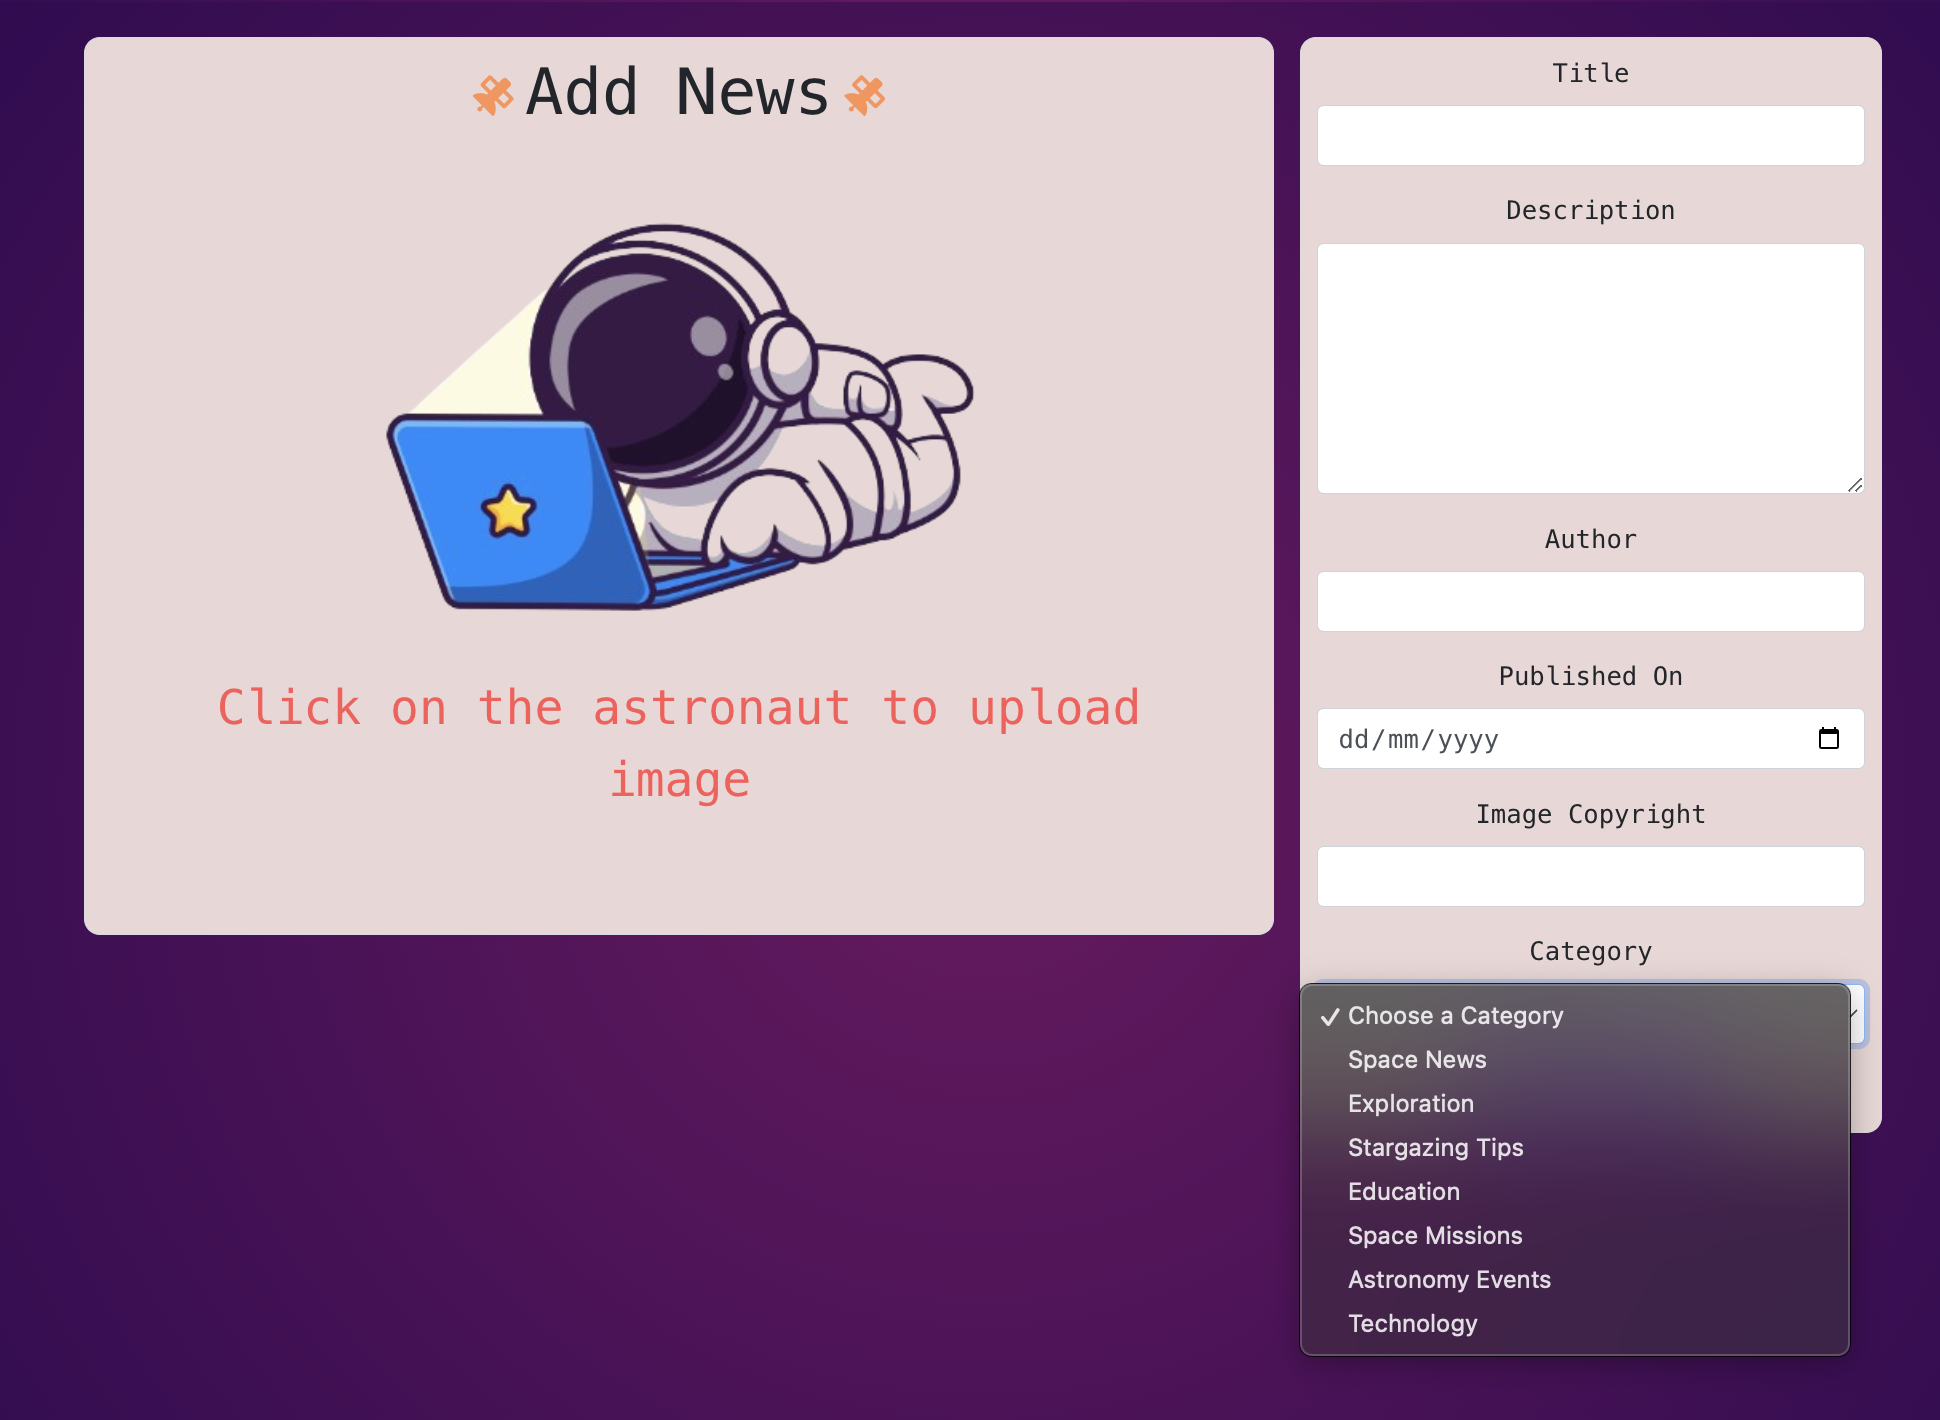 Add News
Click on the astronaut to upload
image
Title
Description
Author
Published On
dd/mm/yyyy
Image Copyright
Category
Choose a Category
Space News
Exploration
Stargazing Tips
Education
Space Missions
Astronomy Events
Technology